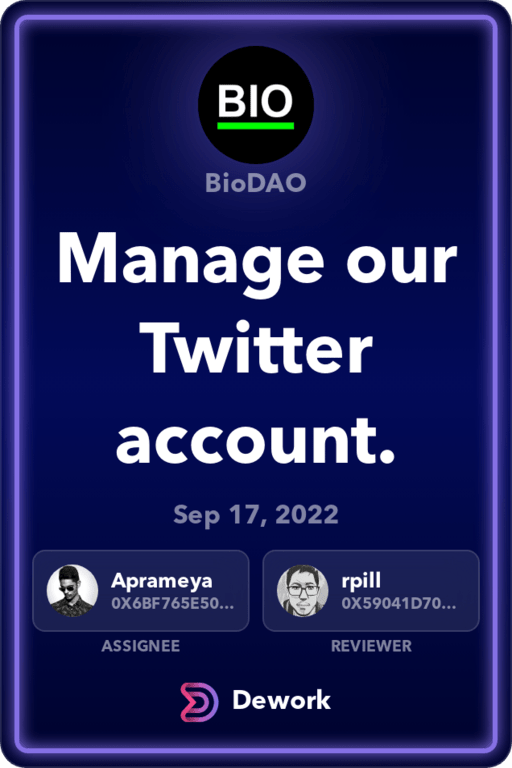 BIO
BioDAO
Manage our
Twitter
account.
Sep 17, 2022
Aprameya
0X6BF765E50...
ASSIGNEE
rpill
0X59041D70...
REVIEWER
Dework